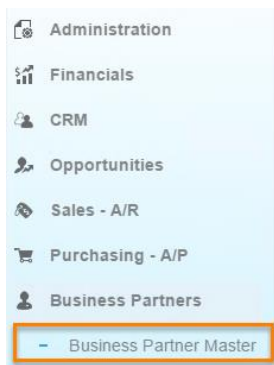 Administration
Financials
CRM
Opportunities
Sales - A/R
Purchasing - A/P
Business Partners
- Business Partner Master